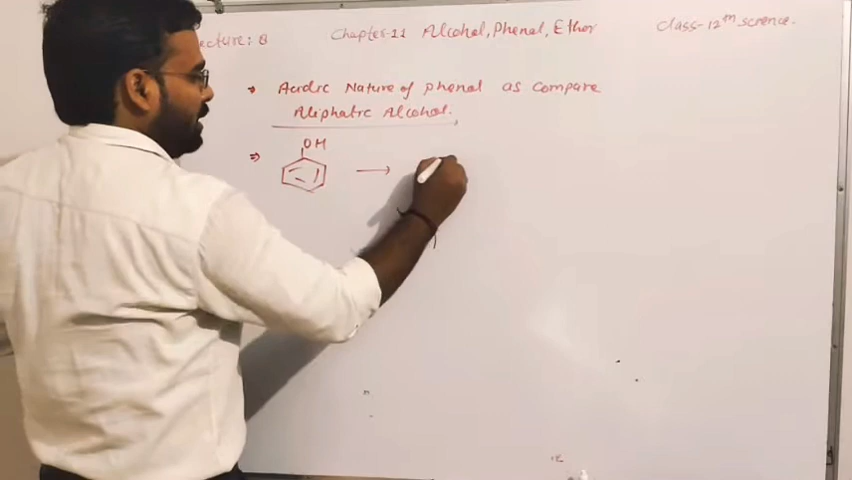 ecture: 8 Chapter-11 Alcohol, Phenol, Ether Class-12th science.
→ Acidic Nature of phenol as compare
Aliphatic Alcohol.
⇒ OH →